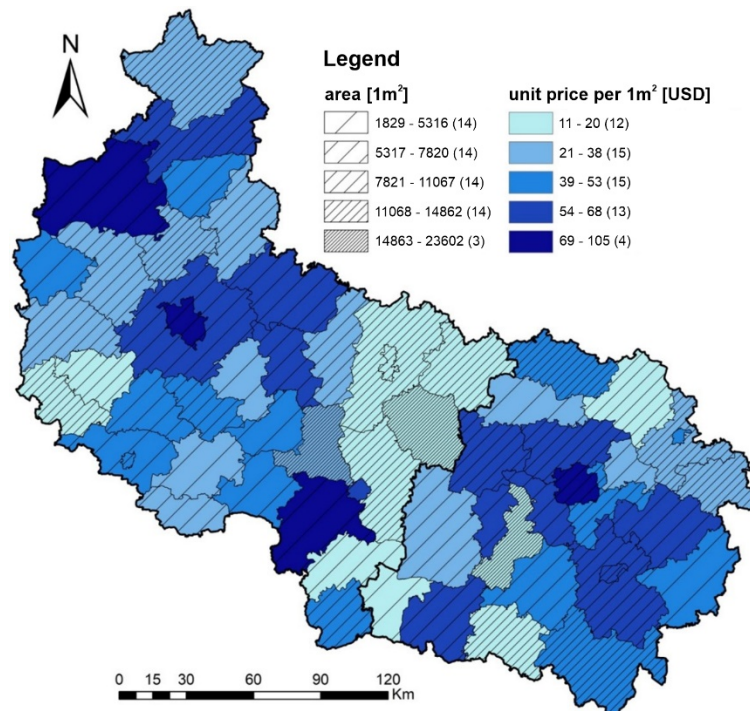 N
Legend
area [1m²]
1829 - 5316 (14)
5317 - 7820 (14)
7821 - 11067 (14)
11068 - 14862 (14)
14863 - 23602 (3)
unit price per 1m² [USD]
11 - 20 (12)
21 - 38 (15)
39 - 53 (15)
54 - 68 (13)
69 - 105 (4)
0 15 30 60 90 120
Km